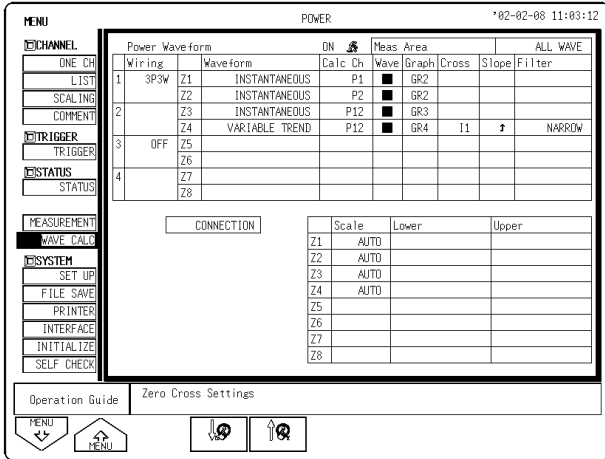 MENU
POWER
'02-02-08 11:03:12
CHANNEL
ONE CH
LIST
SCALING
COMMENT
TRIGGER
TRIGGER
STATUS
STATUS
MEASUREMENT
WAVE CALC
SYSTEM
SET UP
FILE SAVE
PRINTER
INTERFACE
INITIALIZE
SELF CHECK
Power Waveform ON Meas Area ALL WAVE
Wiring Waveform Calc Ch Wave Graph Cross Slope Filter
1 3P3W Z1 INSTANTANEOUS P1 GR2
Z2 INSTANTANEOUS P2 GR2
2 Z3 INSTANTANEOUS P12 GR3
Z4 VARIABLE TREND P12 GR4 I1 NARROW
3 OFF Z5
Z6
4 Z7
Z8
CONNECTION
Scale Lower Upper
Z1 AUTO
Z2 AUTO
Z3 AUTO
Z4 AUTO
Z5
Z6
Z7
Z8
Operation Guide
Zero Cross Settings
MENU
MENU